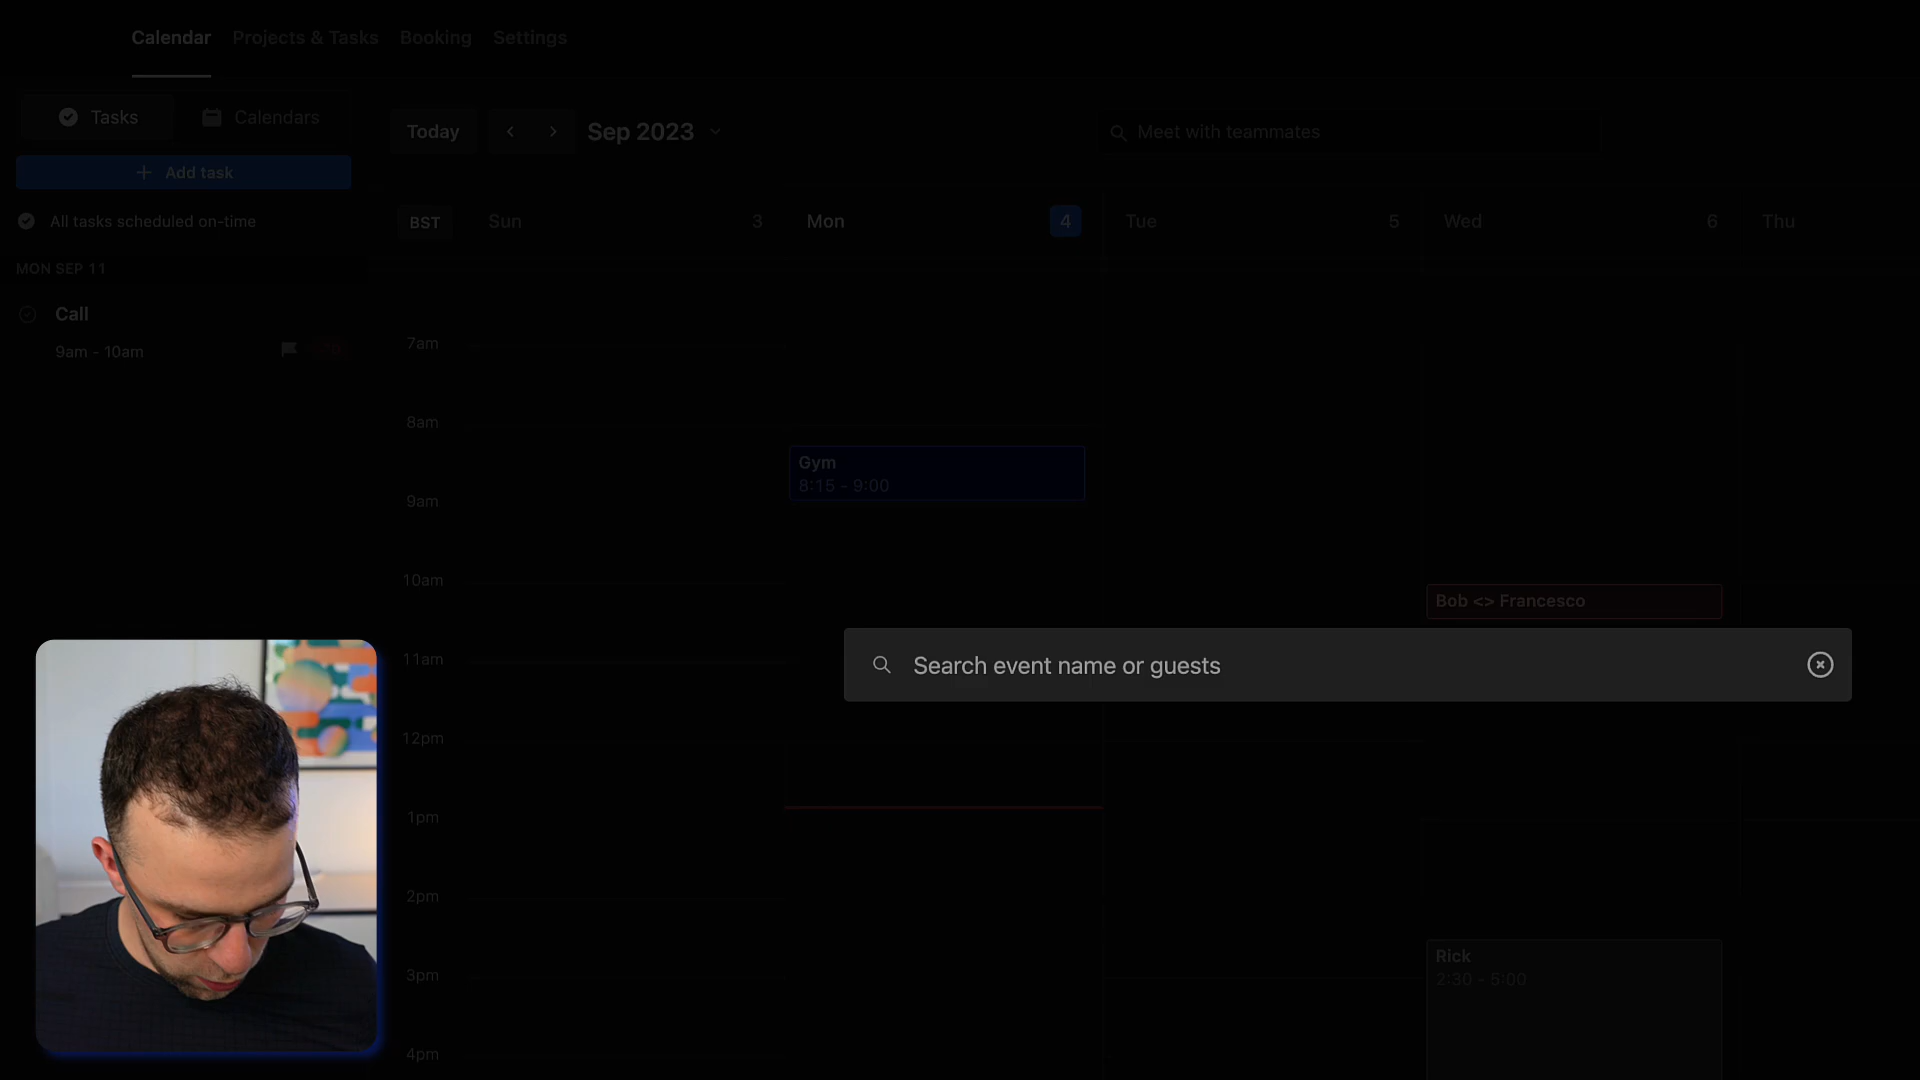 Calendar Projects & Tasks Booking Settings
Tasks Calendars
Today Sep 2023 Meet with teammates
Add task
All tasks scheduled on-time
BST Sun 3 Mon 4 Tue 5 Wed 6 Thu
MON SEP 11
Call
9am - 10am
7am
8am
Gym
8:15 - 9:00
9am
10am
Bob <> Francesco
11am
Search event name or guests
12pm
1pm
2pm
Rick
2:30 - 5:00
3pm
4pm